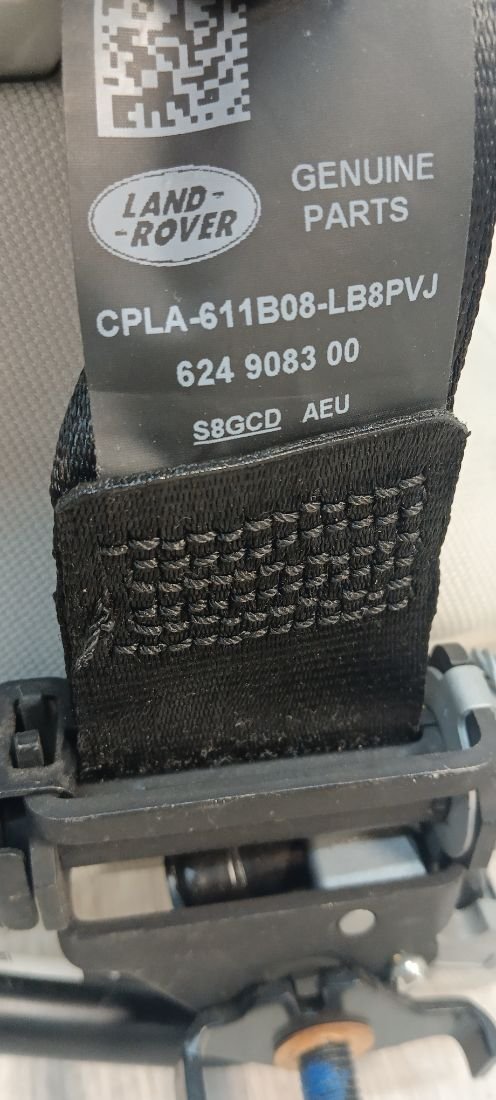 LAND-
-ROVER
GENUINE
PARTS
CPLA-611B08-LB8PVJ
624 9083 00
S8GCD AEU